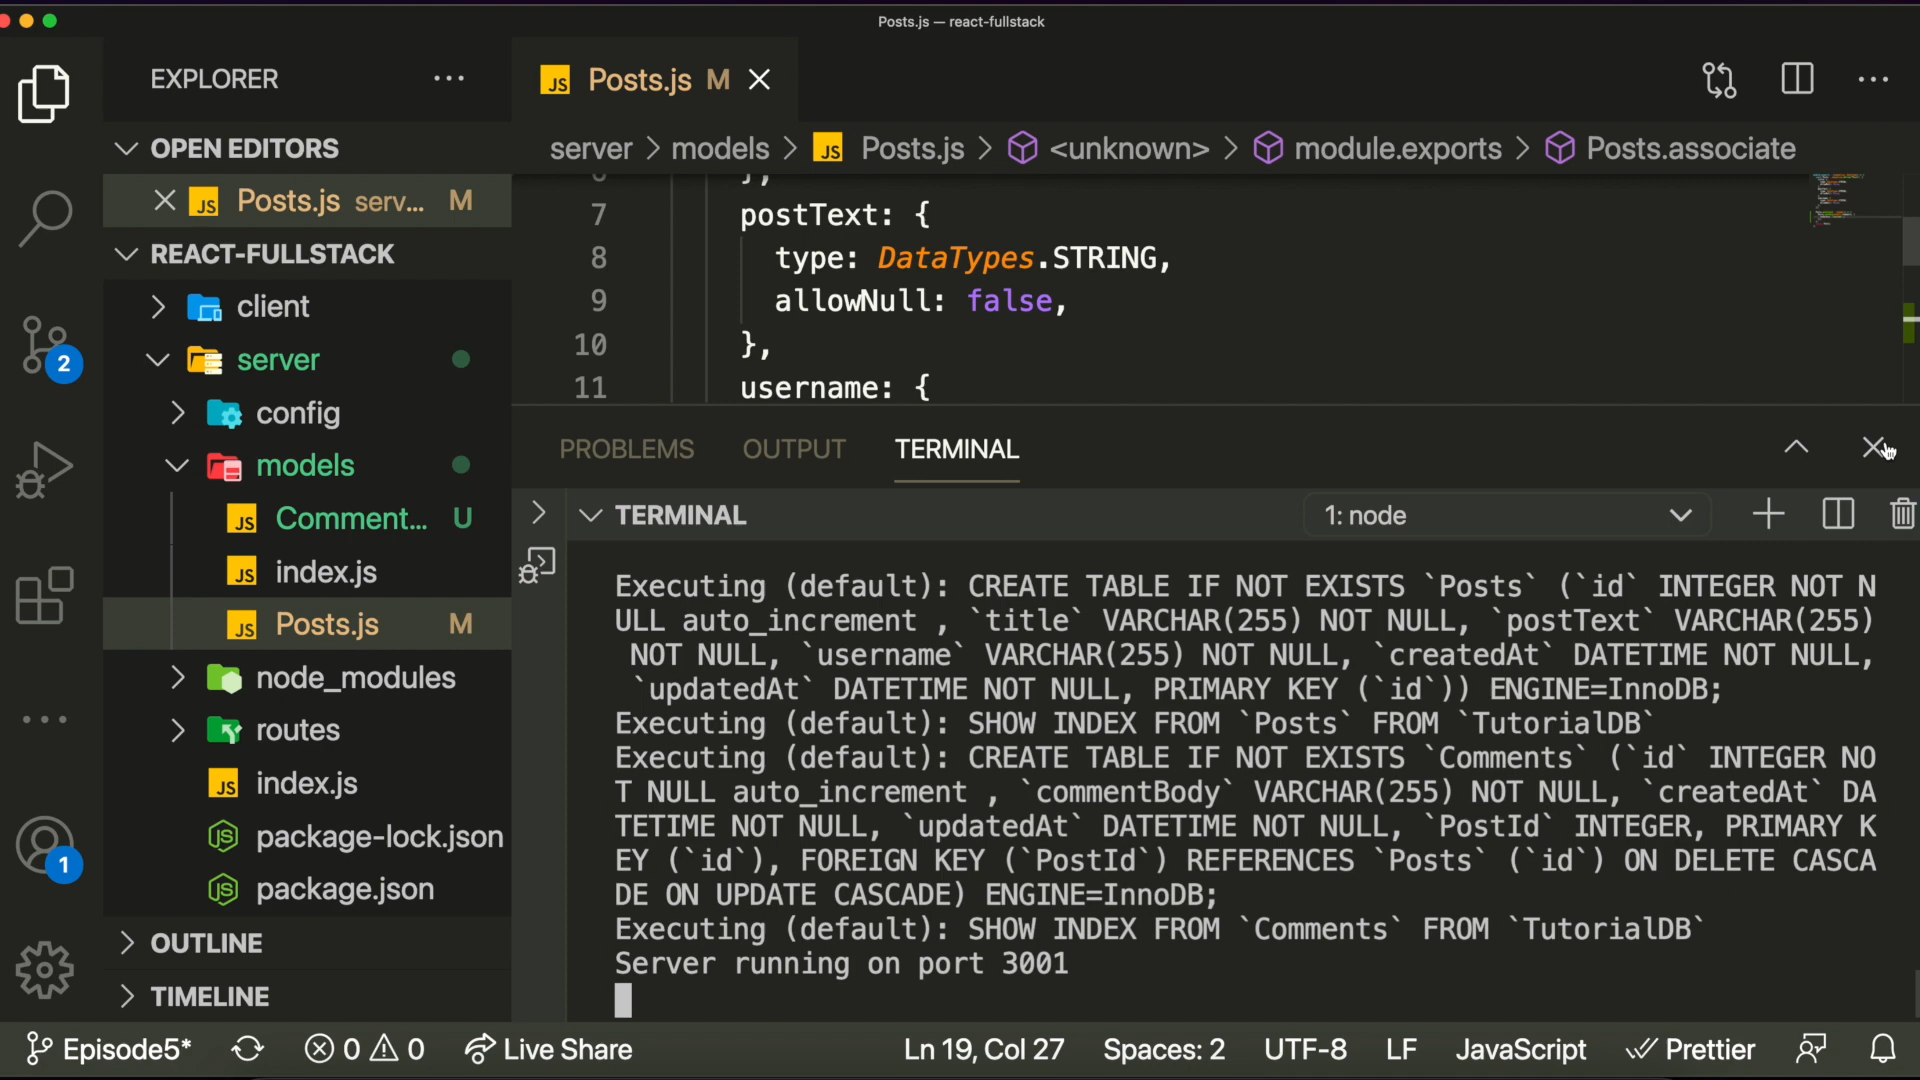 Posts.js — react-fullstack
EXPLORER
JS Posts.js M
OPEN EDITORS
JS Posts.js serv... M
server > models > JS Posts.js > <unknown> > module.exports > Posts.associate
REACT-FULLSTACK
client
server
config
models
JS Comment... U
JS index.js
JS Posts.js M
node_modules
routes
JS index.js
package-lock.json
package.json
OUTLINE
TIMELINE
2
1
},
7 postText: {
8 type: DataTypes.STRING,
9 allowNull: false,
10 },
11 username: {
PROBLEMS OUTPUT TERMINAL
TERMINAL 1: node
Executing (default): CREATE TABLE IF NOT EXISTS `Posts` (`id` INTEGER NOT N
ULL auto_increment , `title` VARCHAR(255) NOT NULL, `postText` VARCHAR(255)
NOT NULL, `username` VARCHAR(255) NOT NULL, `createdAt` DATETIME NOT NULL,
`updatedAt` DATETIME NOT NULL, PRIMARY KEY (`id`)) ENGINE=InnoDB;
Executing (default): SHOW INDEX FROM `Posts` FROM `TutorialDB`
Executing (default): CREATE TABLE IF NOT EXISTS `Comments` (`id` INTEGER NO
T NULL auto_increment , `commentBody` VARCHAR(255) NOT NULL, `createdAt` DA
TETIME NOT NULL, `updatedAt` DATETIME NOT NULL, `PostId` INTEGER, PRIMARY K
EY (`id`), FOREIGN KEY (`PostId`) REFERENCES `Posts` (`id`) ON DELETE CASCA
DE ON UPDATE CASCADE) ENGINE=InnoDB;
Executing (default): SHOW INDEX FROM `Comments` FROM `TutorialDB`
Server running on port 3001
Episode5* 0 0 Live Share Ln 19, Col 27 Spaces: 2 UTF-8 LF JavaScript Prettier